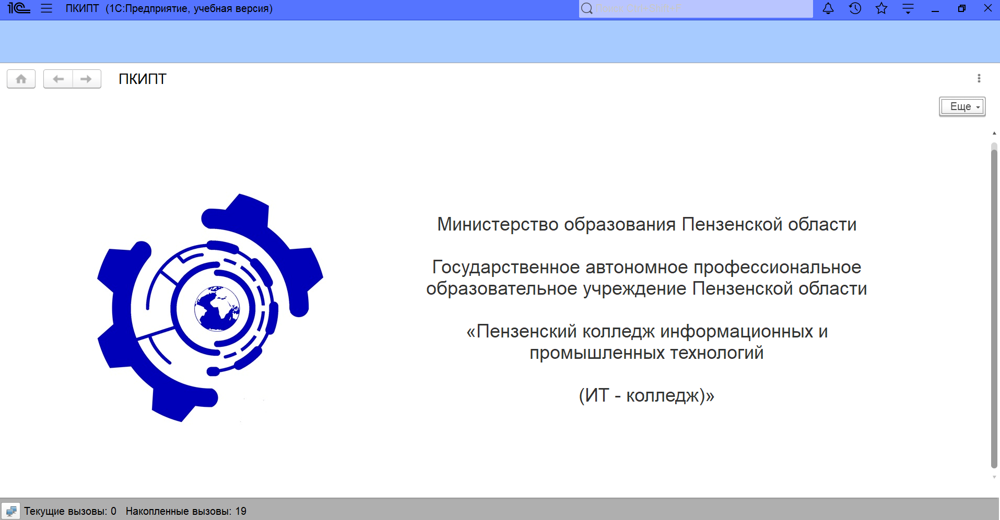 ПКИПТ (1С:Предприятие, учебная версия)
Поиск Ctrl+Shift+F
ПКИПТ
Еще
Министерство образования Пензенской области
Государственное автономное профессиональное
образовательное учреждение Пензенской области
«Пензенский колледж информационных и
промышленных технологий
(ИТ - колледж)»
Текущие вызовы: 0 Накопленные вызовы: 19